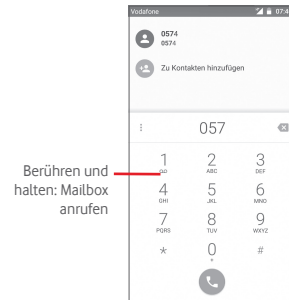 Vodafone 07:4
0574
0574
Zu Kontakten hinzufügen
057
1 2 3
ABC DEF
4 5 6
GHI JKL MNO
7 8 9
PQRS TUV WXYZ
* 0 #
+
Berühren und
halten: Mailbox
anrufen